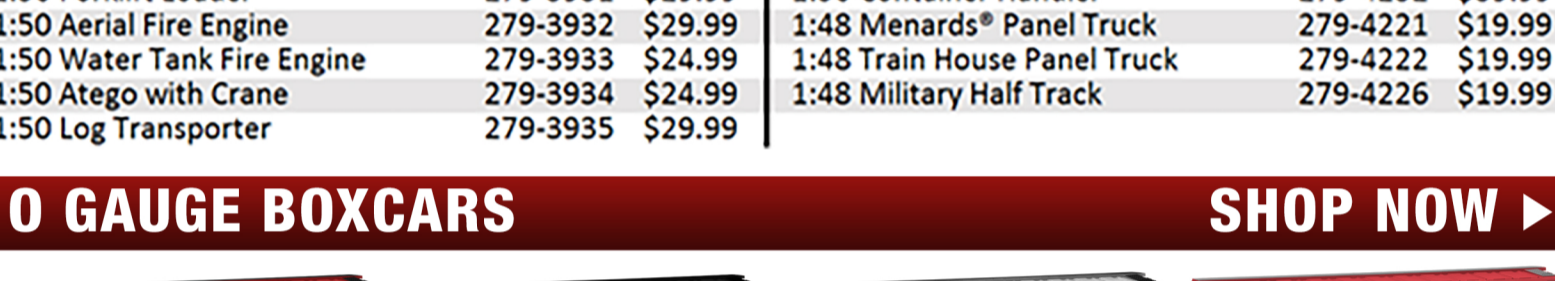 1:50 Aerial Fire Engine 279-3932 $29.99
1:50 Water Tank Fire Engine 279-3933 $24.99
1:50 Atego with Crane 279-3934 $24.99
1:50 Log Transporter 279-3935 $29.99
1:48 Menards® Panel Truck 279-4221 $19.99
1:48 Train House Panel Truck 279-4222 $19.99
1:48 Military Half Track 279-4226 $19.99
O GAUGE BOXCARS
SHOP NOW